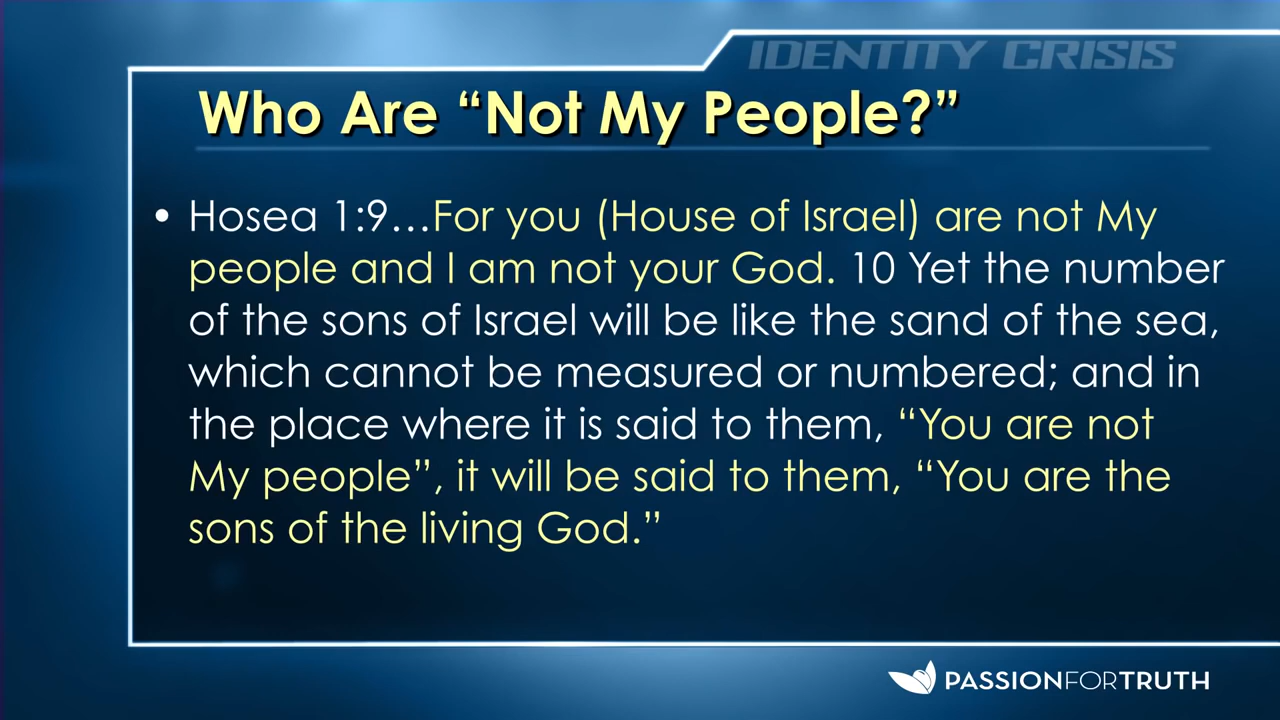 IDENTITY CRISIS
Who Are “Not My People?”
• Hosea 1:9…For you (House of Israel) are not My
people and I am not your God. 10 Yet the number
of the sons of Israel will be like the sand of the sea,
which cannot be measured or numbered; and in
the place where it is said to them, “You are not
My people”, it will be said to them, “You are the
sons of the living God.”
PASSIONFORTRUTH